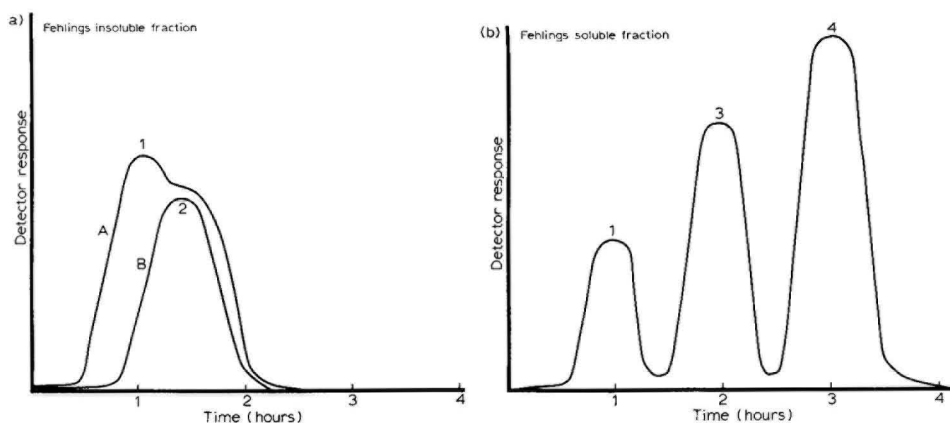 a)
Fehlings insoluble fraction
Detector response
1
A
2
B
1 2 3 4
Time (hours)
(b)
Fehlings soluble fraction
Detector response
4
3
1
1 2 3 4
Time (hours)